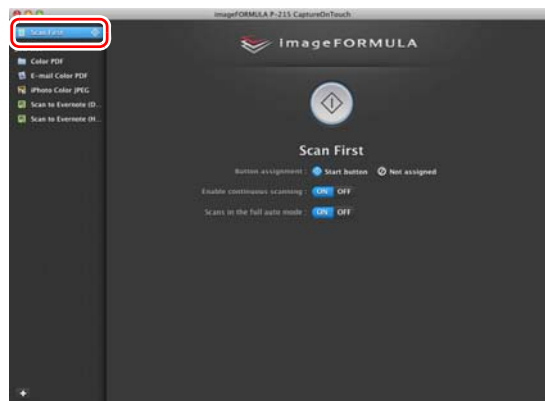 imageFORMULA P-215 CaptureOnTouch
Scan First
Color PDF
E-mail Color PDF
iPhoto Color JPEG
Scan to Evernote (D...
Scan to Evernote (H...
imageFORMULA
Scan First
Button assignment : Start button Not assigned
Enable continuous scanning : ON OFF
Scans in the full auto mode : ON OFF